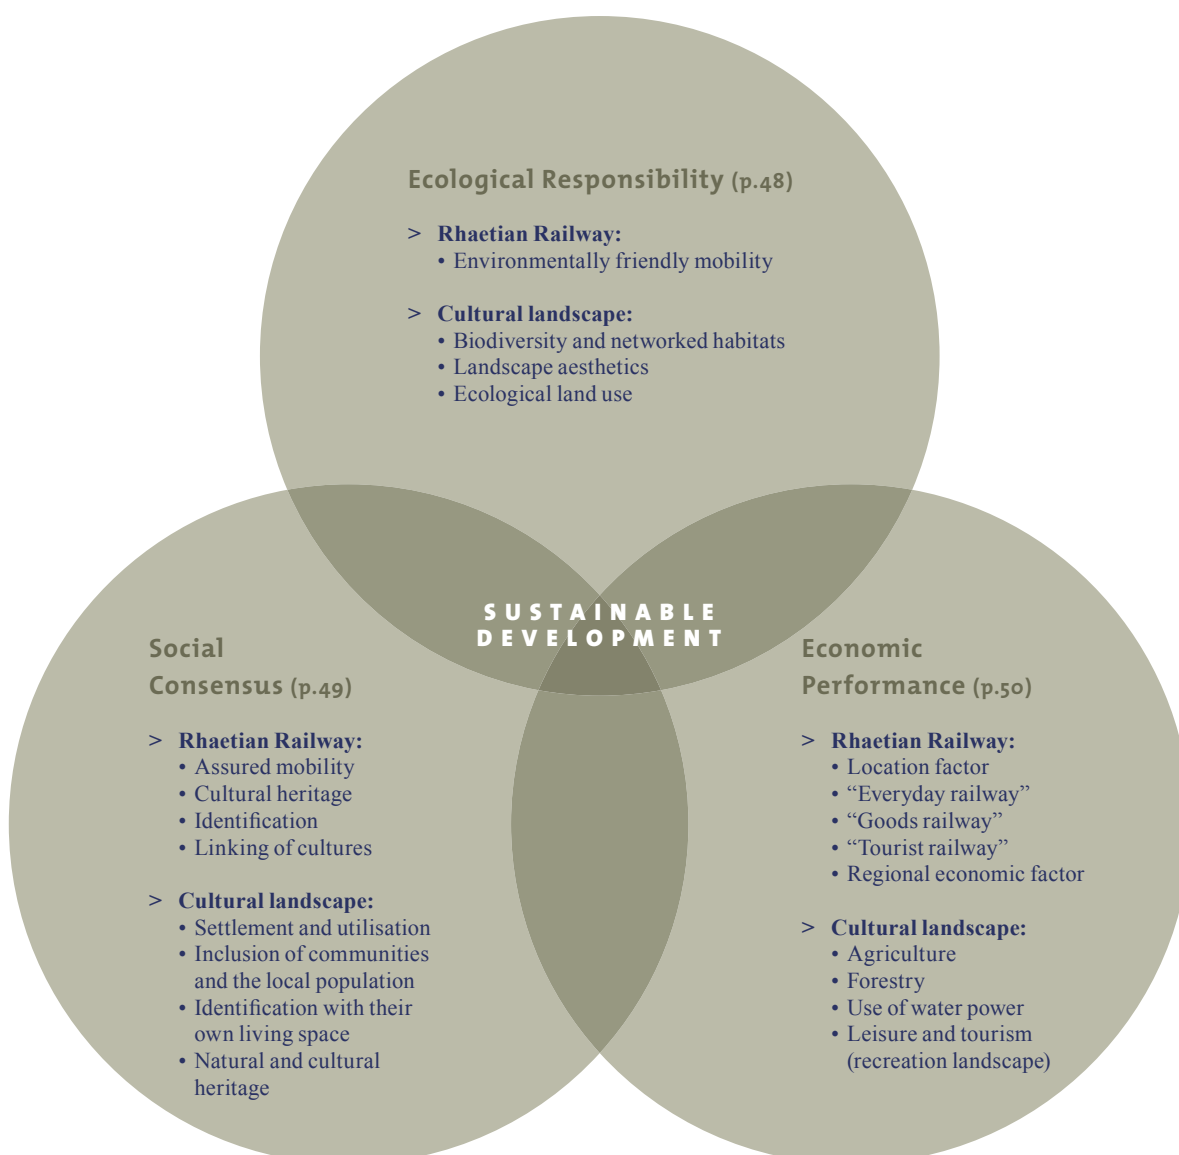 Ecological Responsibility (p.48)
> Rhaetian Railway:
• Environmentally friendly mobility
> Cultural landscape:
• Biodiversity and networked habitats
• Landscape aesthetics
• Ecological land use
SUSTAINABLE
DEVELOPMENT
Social
Consensus (p.49)
> Rhaetian Railway:
• Assured mobility
• Cultural heritage
• Identification
• Linking of cultures
> Cultural landscape:
• Settlement and utilisation
• Inclusion of communities
and the local population
• Identification with their
own living space
• Natural and cultural
heritage
Economic
Performance (p.50)
> Rhaetian Railway:
• Location factor
• “Everyday railway”
• “Goods railway”
• “Tourist railway”
• Regional economic factor
> Cultural landscape:
• Agriculture
• Forestry
• Use of water power
• Leisure and tourism
(recreation landscape)